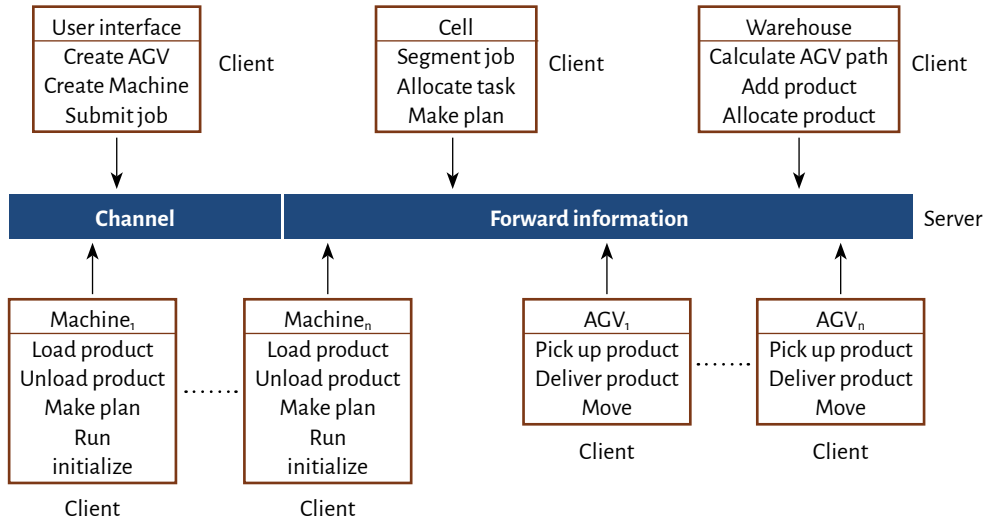 User interface
Create AGV
Create Machine
Submit job
Client
Cell
Segment job
Allocate task
Make plan
Client
Warehouse
Calculate AGV path
Add product
Allocate product
Client
Channel
Forward information
Server
Machine₁
Load product
Unload product
Make plan
Run
initialize
Client
Machineₙ
Load product
Unload product
Make plan
Run
initialize
Client
AGV₁
Pick up product
Deliver product
Move
Client
AGVₙ
Pick up product
Deliver product
Move
Client